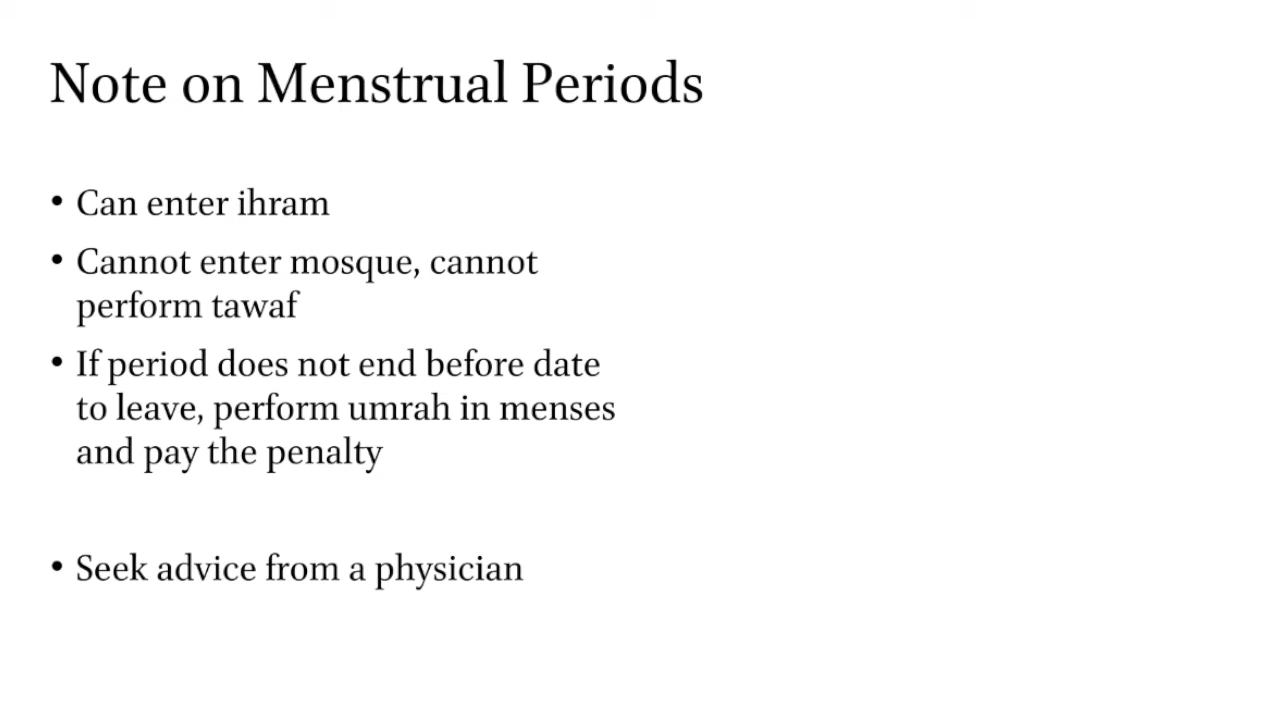 Note on Menstrual Periods
• Can enter ihram
• Cannot enter mosque, cannot
perform tawaf
• If period does not end before date
to leave, perform umrah in menses
and pay the penalty
• Seek advice from a physician